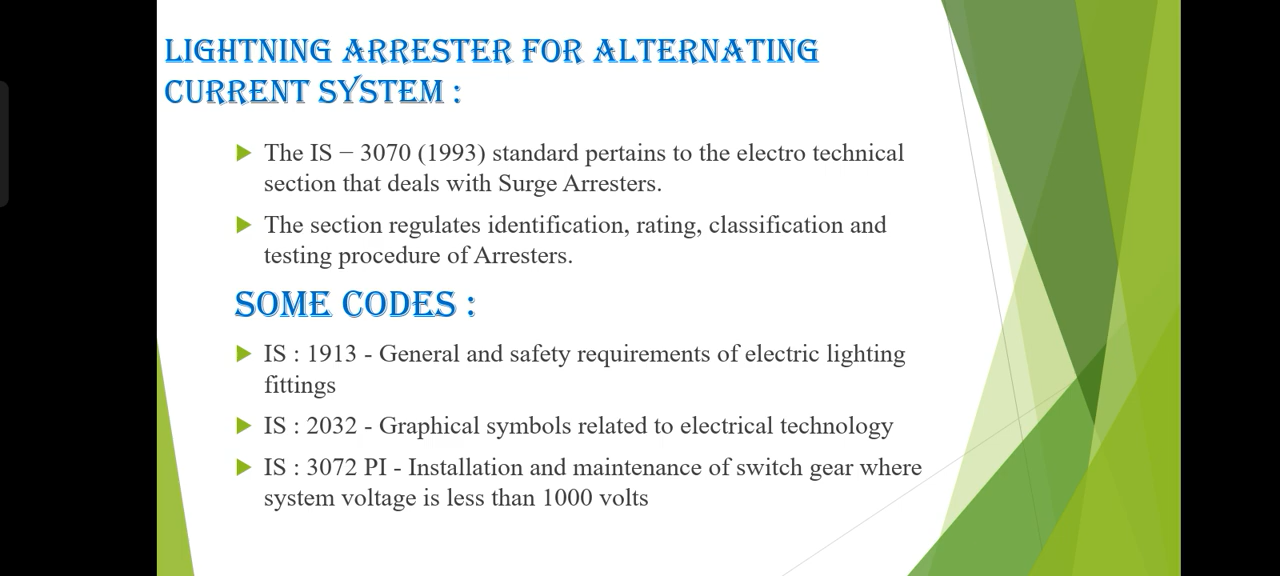 LIGHTNING ARRESTER FOR ALTERNATING
CURRENT SYSTEM :
The IS − 3070 (1993) standard pertains to the electro technical
section that deals with Surge Arresters.
The section regulates identification, rating, classification and
testing procedure of Arresters.
SOME CODES :
IS : 1913 - General and safety requirements of electric lighting
fittings
IS : 2032 - Graphical symbols related to electrical technology
IS : 3072 PI - Installation and maintenance of switch gear where
system voltage is less than 1000 volts